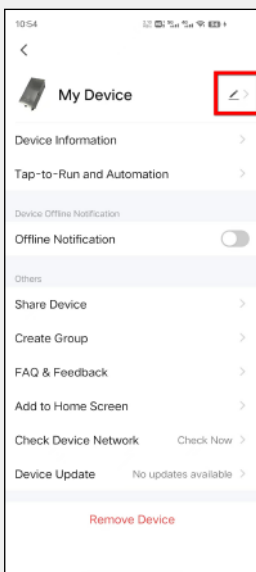 10:54
My Device
Device Information
Tap-to-Run and Automation
Device Offline Notification
Offline Notification
Others
Share Device
Create Group
FAQ & Feedback
Add to Home Screen
Check Device Network Check Now
Device Update No updates available
Remove Device